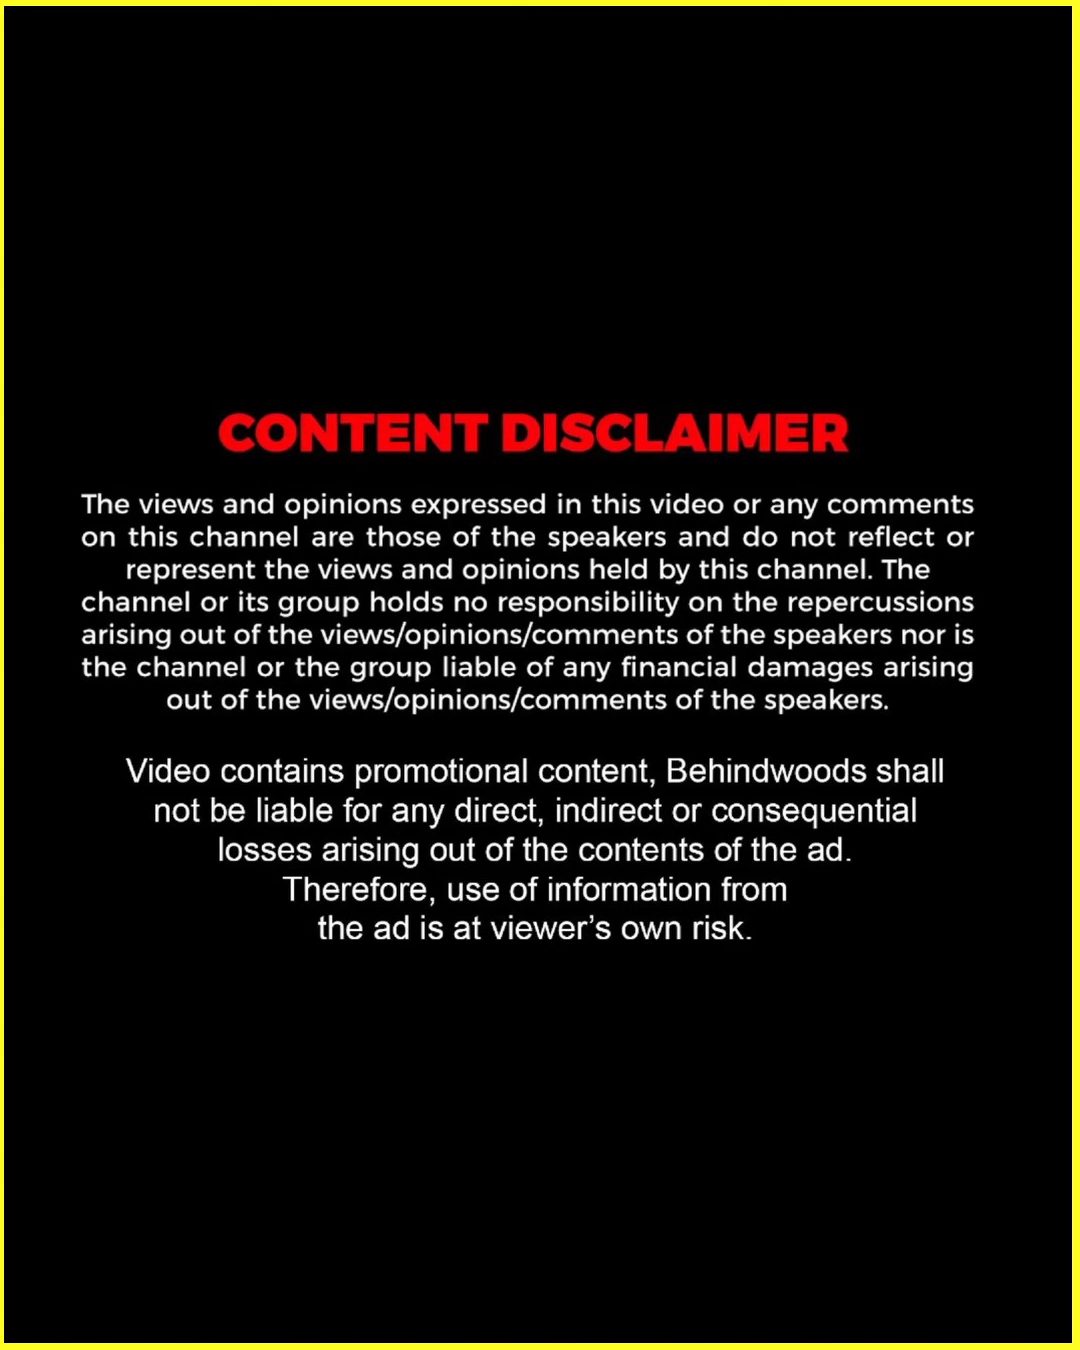 CONTENT DISCLAIMER
The views and opinions expressed in this video or any comments
on this channel are those of the speakers and do not reflect or
represent the views and opinions held by this channel. The
channel or its group holds no responsibility on the repercussions
arising out of the views/opinions/comments of the speakers nor is
the channel or the group liable of any financial damages arising
out of the views/opinions/comments of the speakers.
Video contains promotional content, Behindwoods shall
not be liable for any direct, indirect or consequential
losses arising out of the contents of the ad.
Therefore, use of information from
the ad is at viewer’s own risk.